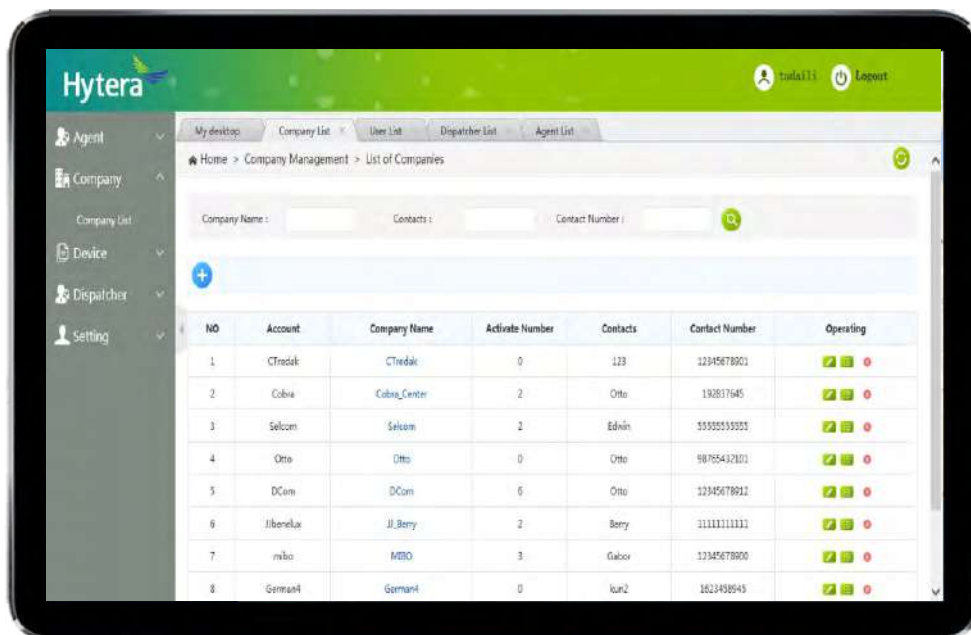 Hytera
tudaili Logout
Agent
Company
Company List
Device
Dispatcher
Setting
My desktop Company List × User List Dispatcher List Agent List
Home > Company Management > List of Companies
Company Name : Contacts : Contact Number :
NO Account Company Name Activate Number Contacts Contact Number Operating
1 CTredak CTredak 0 123 12345678901
2 Cobra Cobra_Center 2 Otto 192837645
3 Selcom Selcom 2 Edwin 55555555555
4 Otto Otto 0 Otto 98765432101
5 DCom DCom 6 Otto 12345678912
6 JJbenelux JJ_Berry 2 Berry 11111111111
7 mibo MIBO 3 Gabor 12345678900
8 German4 German4 0 kun2 1623458945